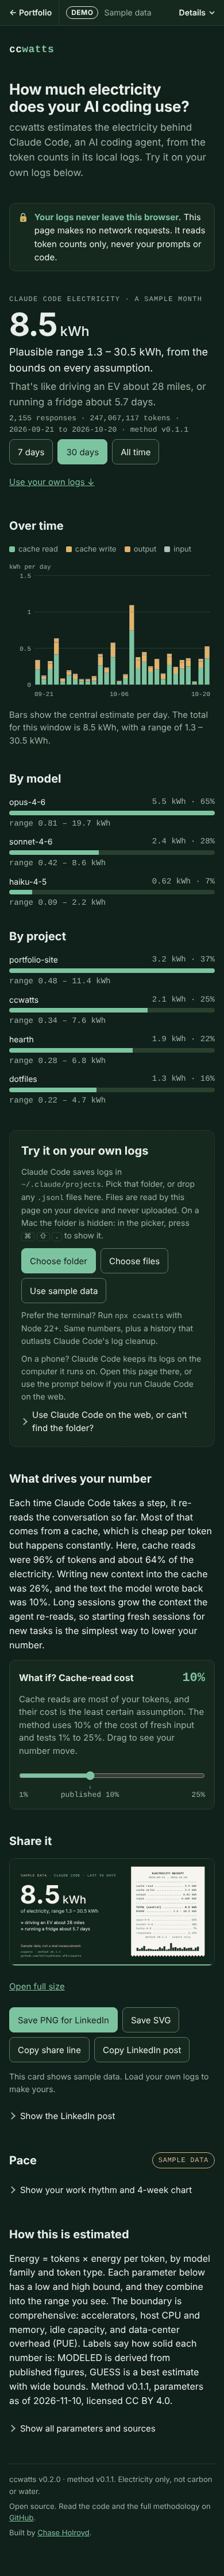 ← Portfolio
DEMO
Sample data
Details
ccwatts
How much electricity
does your AI coding use?
ccwatts estimates the electricity behind
Claude Code, an AI coding agent, from the
token counts in its local logs. Try it on your
own logs below.
Your logs never leave this browser. This
page makes no network requests. It reads
token counts only, never your prompts or
code.
CLAUDE CODE ELECTRICITY · A SAMPLE MONTH
8.5 kWh
Plausible range 1.3 – 30.5 kWh, from the
bounds on every assumption.
That's like driving an EV about 28 miles, or
running a fridge about 5.7 days.
2,155 responses · 247,067,117 tokens ·
2026-09-21 to 2026-10-20 · method v0.1.1
7 days
30 days
All time
Use your own logs ↓
Over time
cache read
cache write
output
input
kWh per day
1.5
1
0.5
0
09-21
10-06
10-20
Bars show the central estimate per day. The total
for this window is 8.5 kWh, with a range of 1.3 –
30.5 kWh.
By model
opus-4-6
5.5 kWh · 65%
range 0.81 – 19.7 kWh
sonnet-4-6
2.4 kWh · 28%
range 0.42 – 8.6 kWh
haiku-4-5
0.62 kWh · 7%
range 0.09 – 2.2 kWh
By project
portfolio-site
3.2 kWh · 37%
range 0.48 – 11.4 kWh
ccwatts
2.1 kWh · 25%
range 0.34 – 7.6 kWh
hearth
1.9 kWh · 22%
range 0.28 – 6.8 kWh
dotfiles
1.3 kWh · 16%
range 0.22 – 4.7 kWh
Try it on your own logs
Claude Code saves logs in
~/.claude/projects. Pick that folder, or drop
any .jsonl files here. Files are read by this
page on your device and never uploaded. On a
Mac the folder is hidden: in the picker, press
⌘ ⇧ . to show it.
Choose folder
Choose files
Use sample data
Prefer the terminal? Run npx ccwatts with
Node 22+. Same numbers, plus a history that
outlasts Claude Code's log cleanup.
On a phone? Claude Code keeps its logs on the
computer it runs on. Open this page there, or
use the prompt below if you run Claude Code
on the web.
Use Claude Code on the web, or can't
find the folder?
What drives your number
Each time Claude Code takes a step, it re-
reads the conversation so far. Most of that
comes from a cache, which is cheap per token
but happens constantly. Here, cache reads
were 96% of tokens and about 64% of the
electricity. Writing new context into the cache
was 26%, and the text the model wrote back
was 10%. Long sessions grow the context the
agent re-reads, so starting fresh sessions for
new tasks is the simplest way to lower your
number.
What if? Cache-read cost
10%
Cache reads are most of your tokens, and
their cost is the least certain assumption. The
method uses 10% of the cost of fresh input
and tests 1% to 25%. Drag to see your
number move.
1%
published 10%
25%
Share it
SAMPLE DATA · CLAUDE CODE · LAST 30 DAYS
8.5 kWh
of electricity, range 1.3 – 30.5 kWh
≈ driving an EV about 28 miles
≈ running a fridge about 5.7 days
ELECTRICITY RECEIPT
Open full size
Save PNG for LinkedIn
Save SVG
Copy share line
Copy LinkedIn post
This card shows sample data. Load your own logs to
make yours.
Show the LinkedIn post
Pace
SAMPLE DATA
Show your work rhythm and 4-week chart
How this is estimated
Energy = tokens × energy per token, by model
family and token type. Each parameter below
has a low and high bound, and they combine
into the range you see. The boundary is
comprehensive: accelerators, host CPU and
memory, idle capacity, and data-center
overhead (PUE). Labels say how solid each
number is: MODELED is derived from
published figures, GUESS is a best estimate
with wide bounds. Method v0.1.1, parameters
as of 2026-11-10, licensed CC BY 4.0.
Show all parameters and sources
ccwatts v0.2.0 · method v0.1.1. Electricity only, not carbon
or water.
Open source. Read the code and the full methodology on
GitHub.
Built by Chase Holroyd.